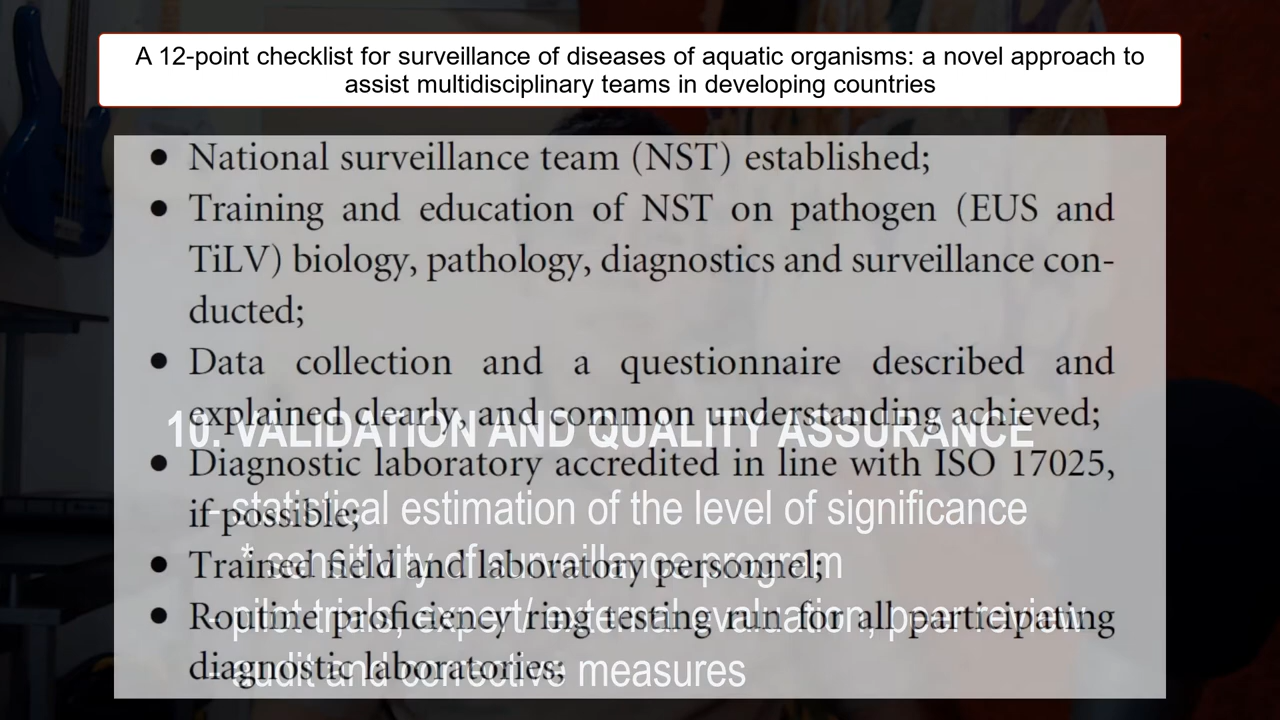 A 12-point checklist for surveillance of diseases of aquatic organisms: a novel approach to
assist multidisciplinary teams in developing countries
• National surveillance team (NST) established;
• Training and education of NST on pathogen (EUS and
TiLV) biology, pathology, diagnostics and surveillance con-
ducted;
• Data collection and a questionnaire described and
explained clearly, and common understanding achieved;
10. VALIDATION AND QUALITY ASSURANCE
• Diagnostic laboratory accredited in line with ISO 17025,
if possible;
- statistical estimation of the level of significance
• Trained field and laboratory personnel;
* sensitivity of surveillance program
• Routine proficiency ring testing run for all participating
- pilot trials, expert/ external evaluation, peer review
diagnostic laboratories;
- audit and corrective measures